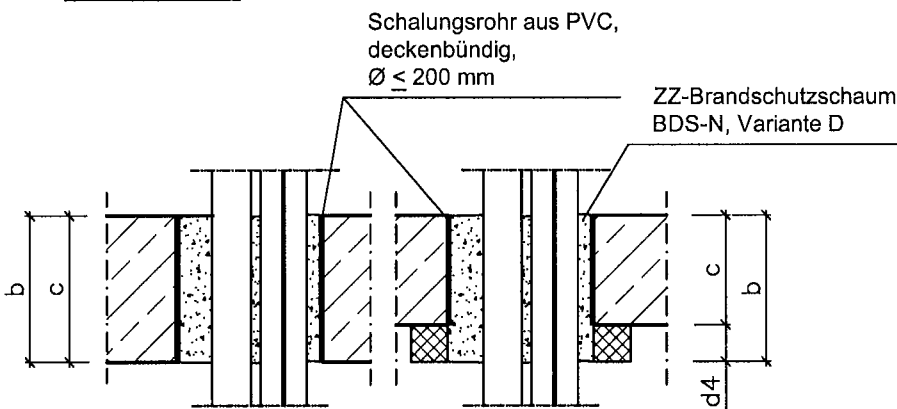 Schalungsrohr aus PVC,
deckenbündig,
Ø ≤ 200 mm
ZZ-Brandschutzschaum
BDS-N, Variante D
b
c
c
b
d4